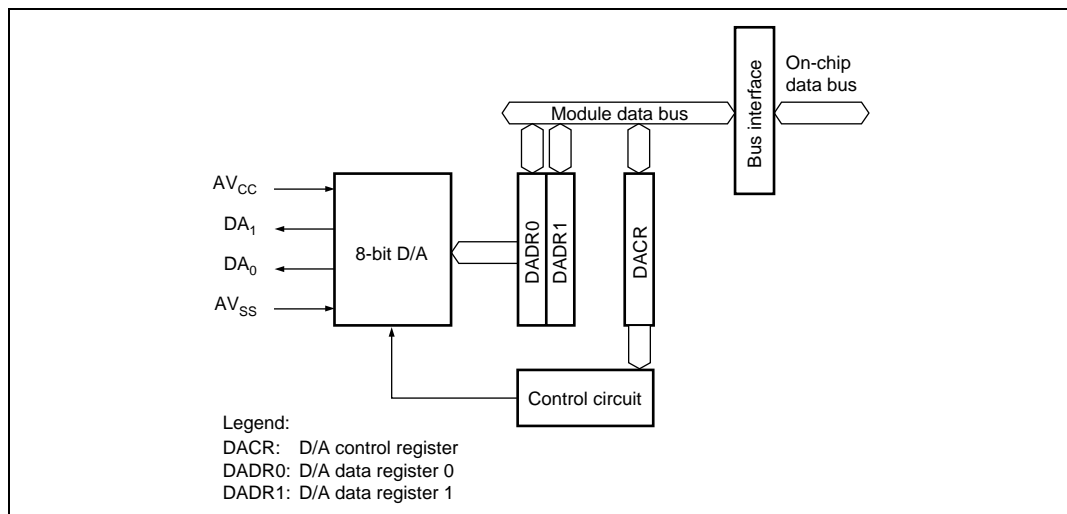 On-chip
data bus
Bus interface
Module data bus
AVCC
DA1
DA0
AVSS
8-bit D/A
DADR0
DADR1
DACR
Control circuit
Legend:
DACR: D/A control register
DADR0: D/A data register 0
DADR1: D/A data register 1